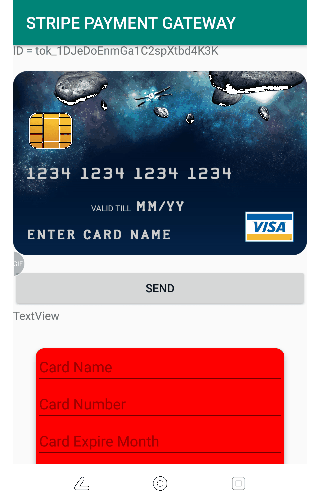 STRIPE PAYMENT GATEWAY
ID = tok_1DJeDoEnmGa1C2spXtbd4K3K
1234 1234 1234 1234
VALID TILL MM/YY
ENTER CARD NAME
VISA
GIF
SEND
TextView
Card Name
Card Number
Card Expire Month